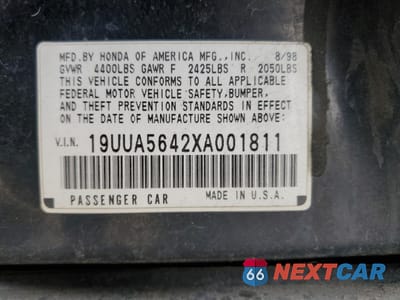 MFD.BY HONDA OF AMERICA MFG.,INC. 8/98
GVWR 4400LBS GAWR F 2425LBS R 2050LBS
THIS VEHICLE CONFORMS TO ALL APPLICABLE
FEDERAL MOTOR VEHICLE SAFETY,BUMPER,
AND THEFT PREVENTION STANDARDS IN EFFECT
ON THE DATE OF MANUFACTURE SHOWN ABOVE:
V.I.N. 19UUA5642XA001811
PASSENGER CAR MADE IN U.S.A.
66 NEXTCAR